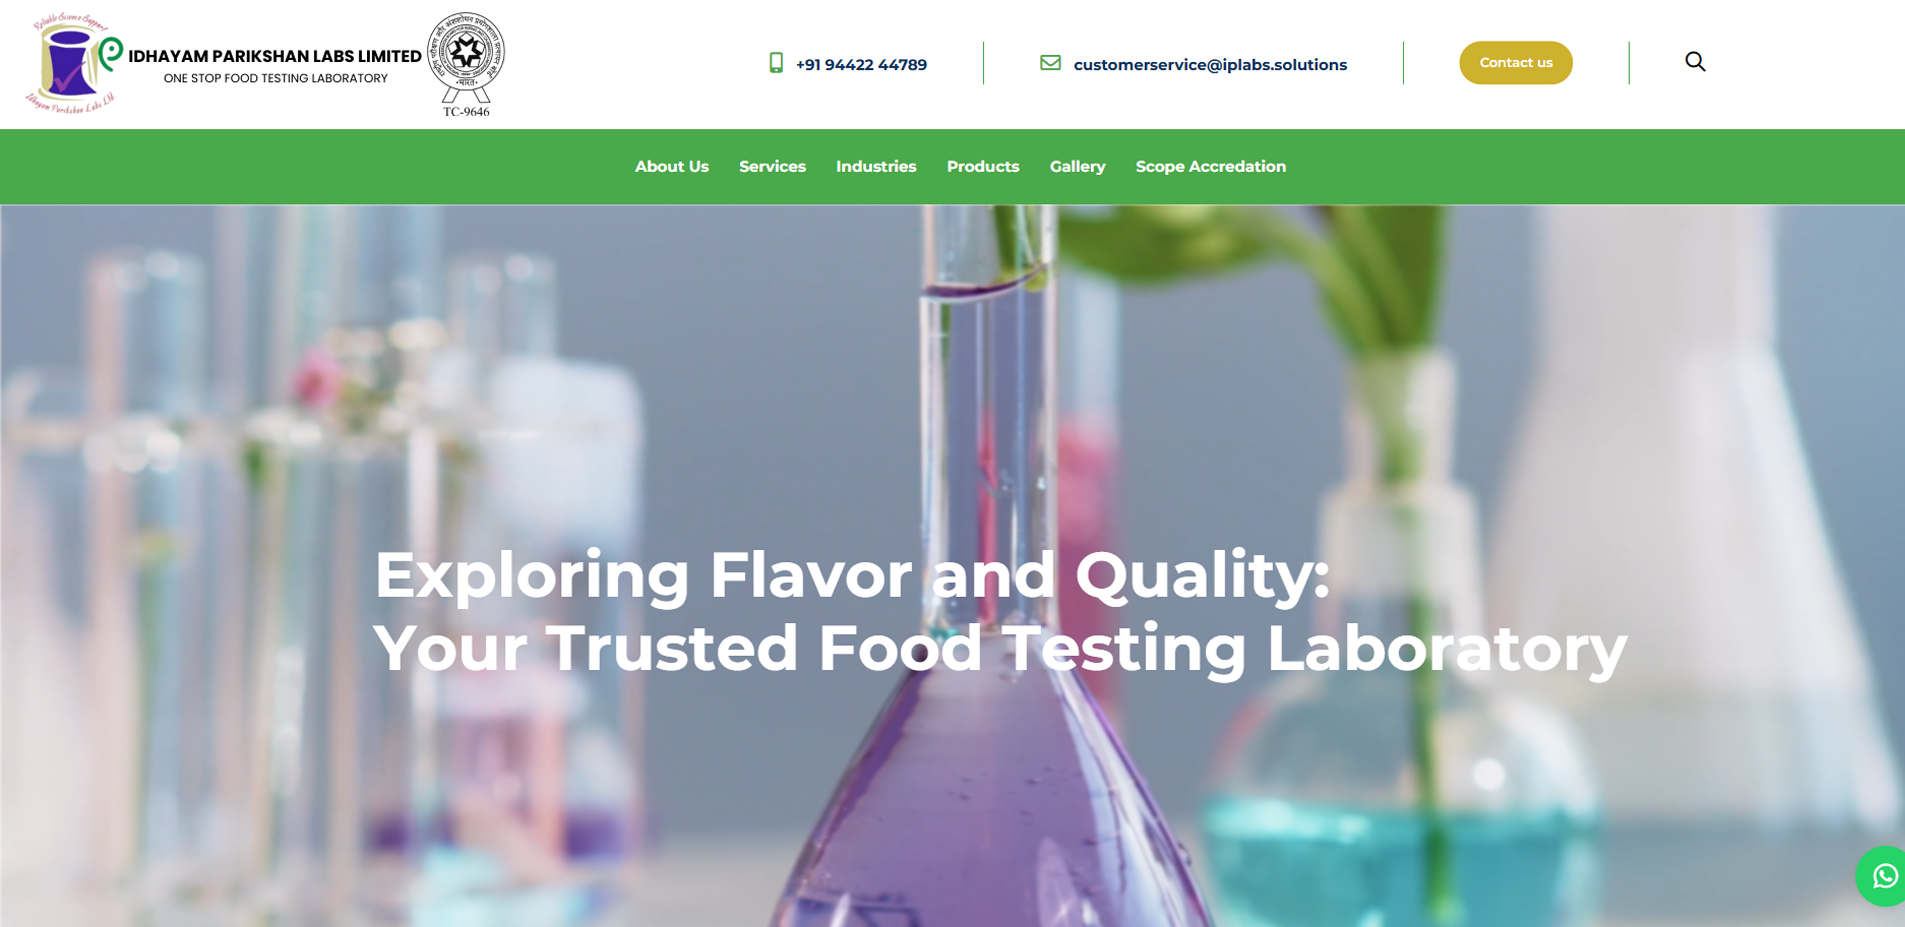 Reliable Science Support
IDHAYAM PARIKSHAN LABS LIMITED
ONE STOP FOOD TESTING LABORATORY
Idhayam Parikshan Labs Ltd.
भारत
TC-9646
+91 94422 44789
customerservice@iplabs.solutions
Contact us
About Us Services Industries Products Gallery Scope Accredation
Exploring Flavor and Quality:
Your Trusted Food Testing Laboratory